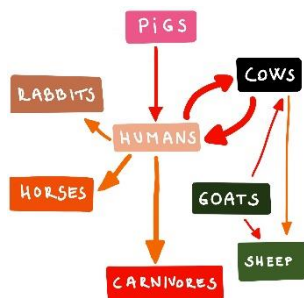 PIGS
COWS
RABBITS
HUMANS
HORSES
GOATS
SHEEP
CARNIVORES